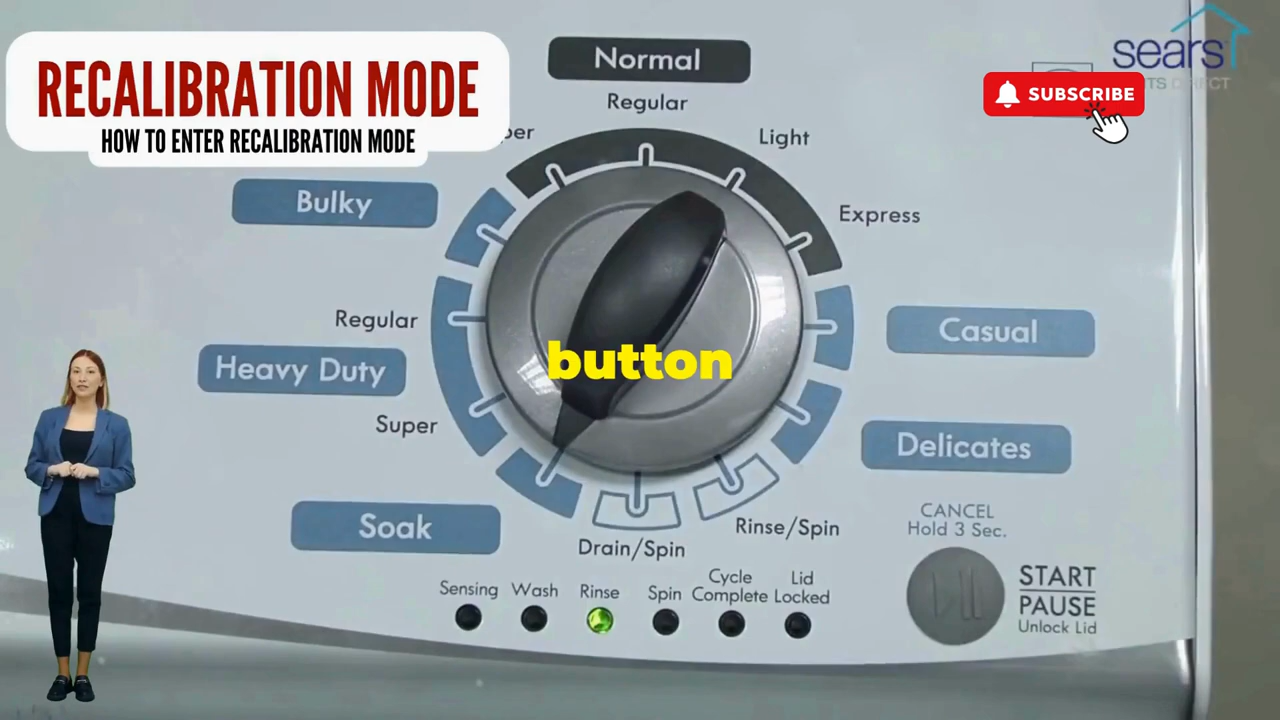 RECALIBRATION MODE
HOW TO ENTER RECALIBRATION MODE
Normal
sears
DIRECT
SUBSCRIBE
Regular
Light
Bulky
Express
Regular
Casual
Heavy Duty
button
Super
Delicates
Soak
CANCEL
Hold 3 Sec.
Rinse/Spin
Drain/Spin
Sensing
Wash
Rinse
Spin
Cycle
Complete
Lid
Locked
START
PAUSE
Unlock Lid